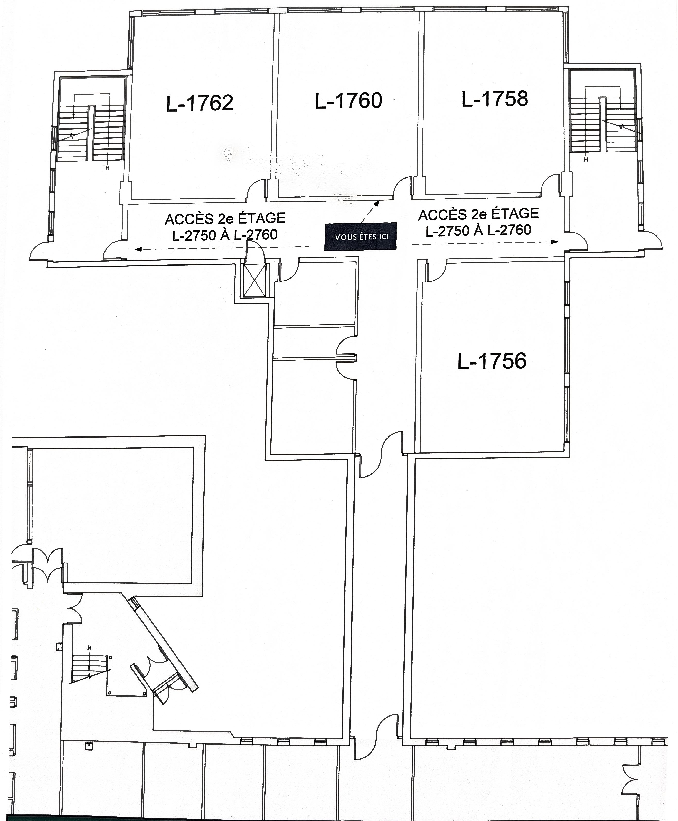 L-1762
L-1760
L-1758
ACCÈS 2e ÉTAGE
L-2750 À L-2760
VOUS ÊTES ICI
ACCÈS 2e ÉTAGE
L-2750 À L-2760
L-1756